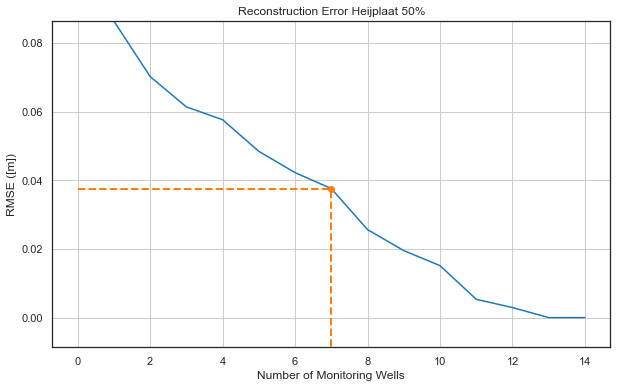 Reconstruction Error Heijplaat 50%
0.08
0.06
0.04
0.02
0.00
RMSE ([m])
0 2 4 6 8 10 12 14
Number of Monitoring Wells